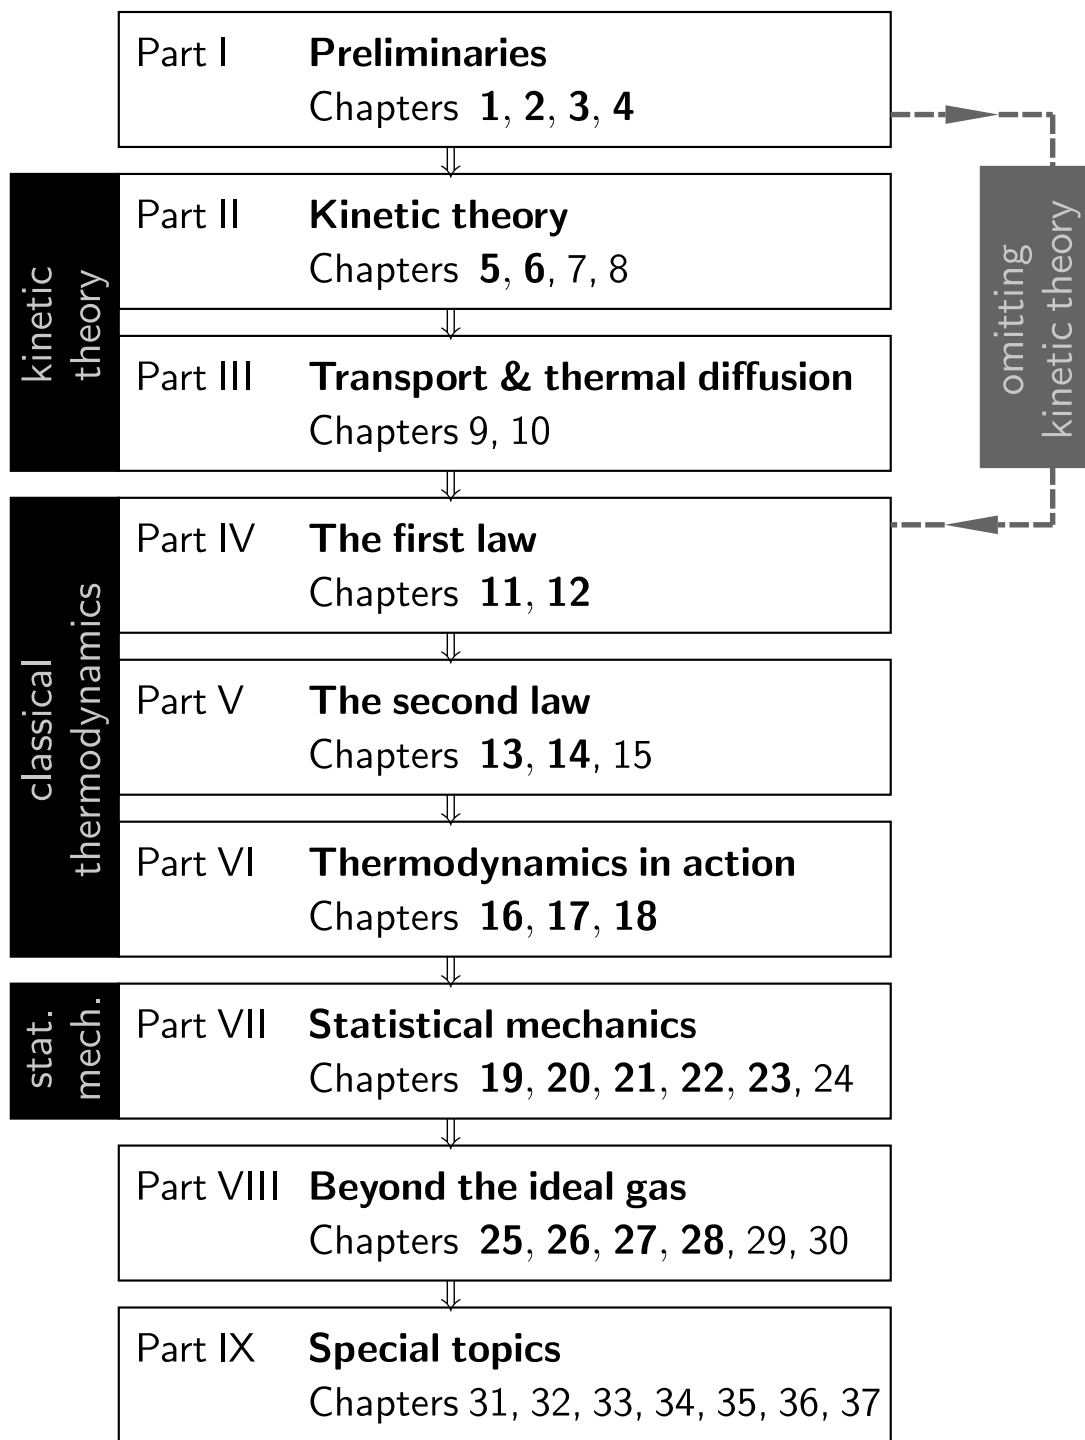 Part I Preliminaries
Chapters 1, 2, 3, 4
Part II Kinetic theory
Chapters 5, 6, 7, 8
Part III Transport & thermal diffusion
Chapters 9, 10
kinetic
theory
omitting
kinetic theory
Part IV The first law
Chapters 11, 12
Part V The second law
Chapters 13, 14, 15
Part VI Thermodynamics in action
Chapters 16, 17, 18
classical
thermodynamics
Part VII Statistical mechanics
Chapters 19, 20, 21, 22, 23, 24
stat.
mech.
Part VIII Beyond the ideal gas
Chapters 25, 26, 27, 28, 29, 30
Part IX Special topics
Chapters 31, 32, 33, 34, 35, 36, 37